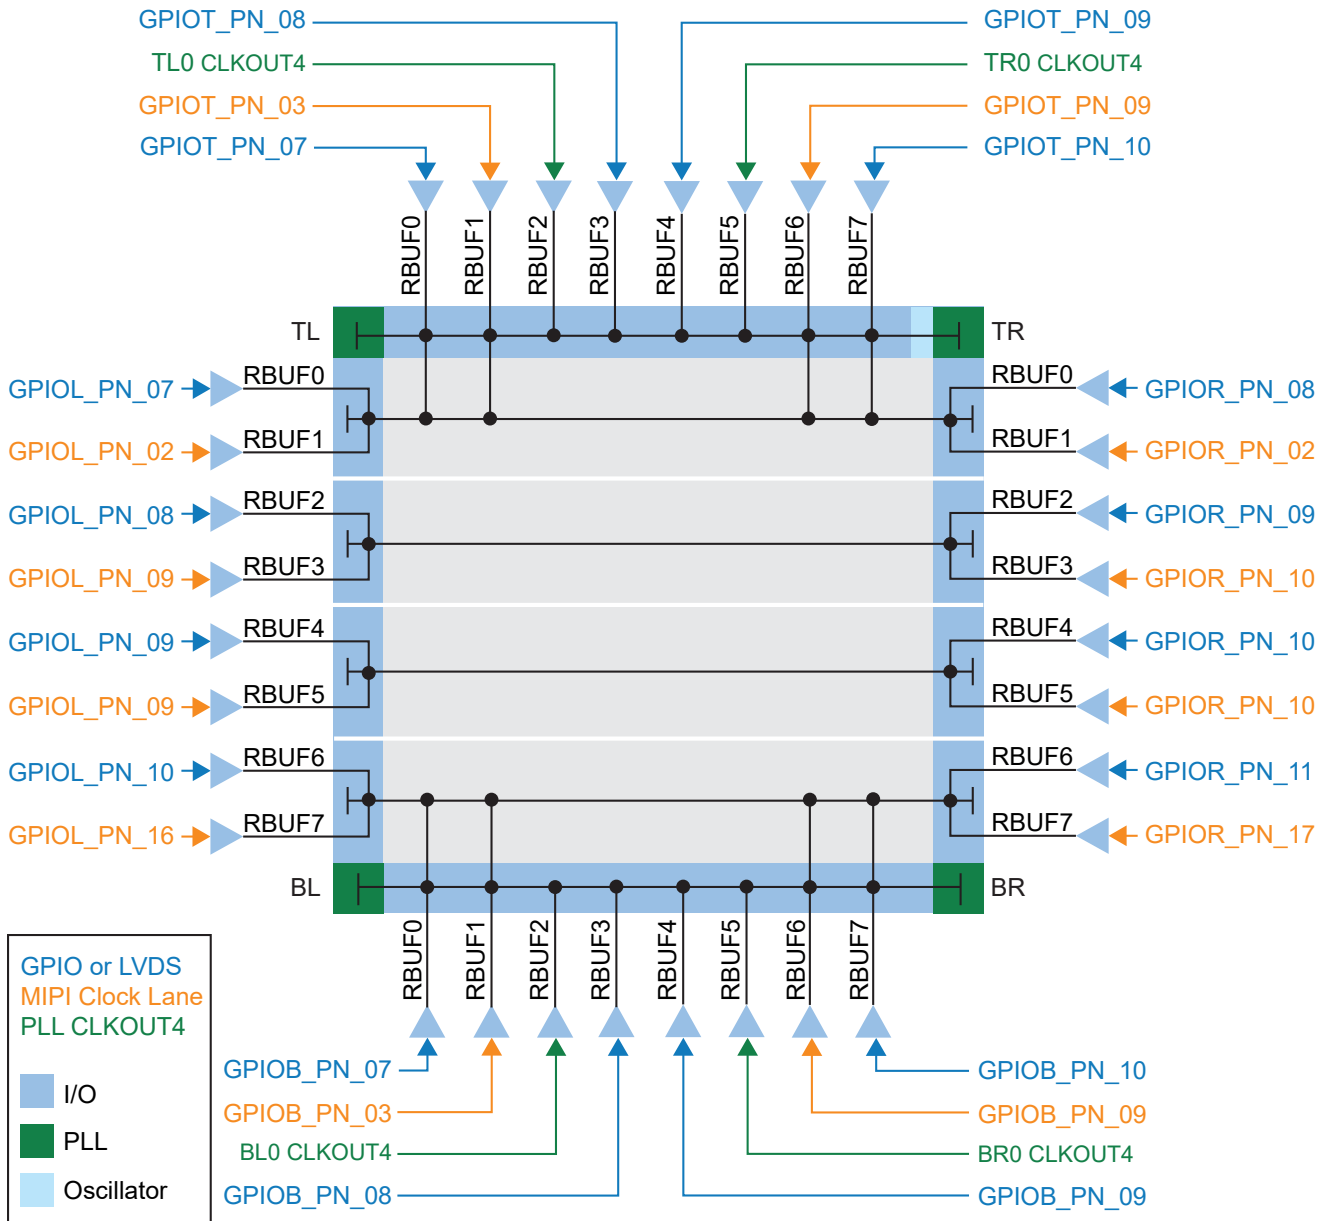 GPIOT_PN_08
GPIOT_PN_09
TL0 CLKOUT4
TR0 CLKOUT4
GPIOT_PN_03
GPIOT_PN_09
GPIOT_PN_07
GPIOT_PN_10
RBUF0
RBUF1
RBUF2
RBUF3
RBUF4
RBUF5
RBUF6
RBUF7
TL
TR
GPIOL_PN_07
RBUF0
RBUF0
GPIOR_PN_08
GPIOL_PN_02
RBUF1
RBUF1
GPIOR_PN_02
GPIOL_PN_08
RBUF2
RBUF2
GPIOR_PN_09
GPIOL_PN_09
RBUF3
RBUF3
GPIOR_PN_10
GPIOL_PN_09
RBUF4
RBUF4
GPIOR_PN_10
GPIOL_PN_09
RBUF5
RBUF5
GPIOR_PN_10
GPIOL_PN_10
RBUF6
RBUF6
GPIOR_PN_11
GPIOL_PN_16
RBUF7
RBUF7
GPIOR_PN_17
BL
BR
RBUF0
RBUF1
RBUF2
RBUF3
RBUF4
RBUF5
RBUF6
RBUF7
GPIOB_PN_07
GPIOB_PN_10
GPIOB_PN_03
GPIOB_PN_09
BL0 CLKOUT4
BR0 CLKOUT4
GPIOB_PN_08
GPIOB_PN_09
GPIO or LVDS
MIPI Clock Lane
PLL CLKOUT4
I/O
PLL
Oscillator